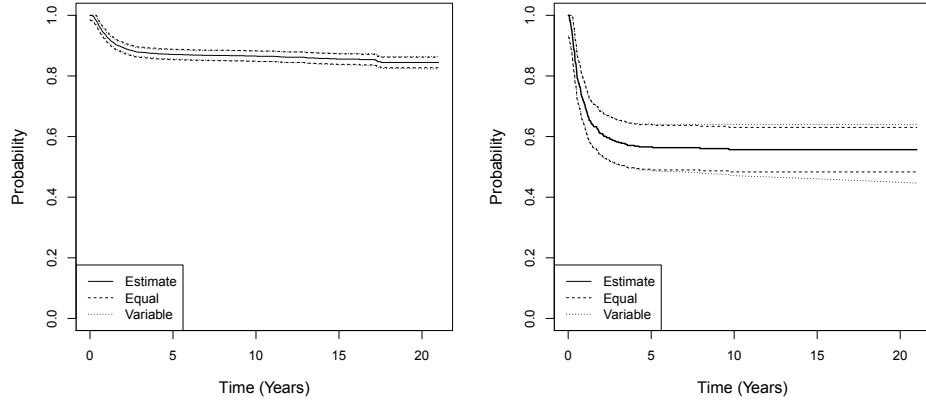 1.0
0.8
0.6
0.4
0.2
0.0
Probability
Estimate
Equal
Variable
0 5 10 15 20
Time (Years)
1.0
0.8
0.6
0.4
0.2
0.0
Probability
Estimate
Equal
Variable
0 5 10 15 20
Time (Years)